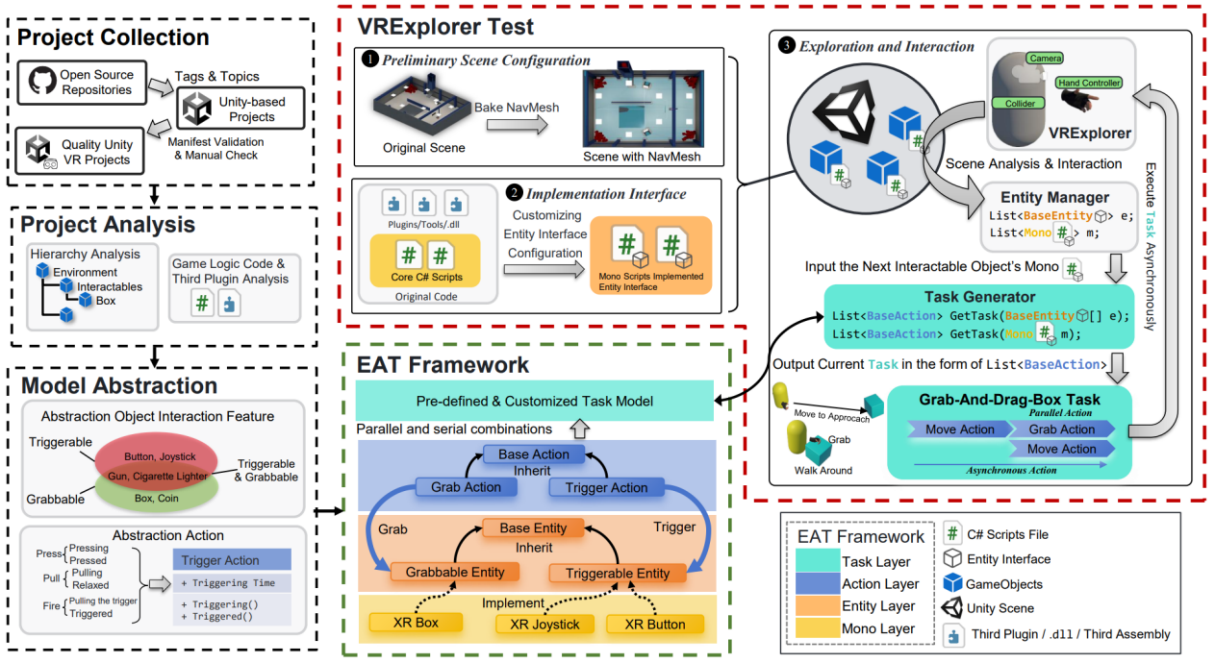 Project Collection
Open Source
Repositories
Tags & Topics
Unity-based
Projects
Quality Unity
VR Projects
Manifest Validation
& Manual Check
Project Analysis
Hierarchy Analysis
Environment
Interactables
Box
Game Logic Code &
Third Plugin Analysis
#
Model Abstraction
Abstraction Object Interaction Feature
Triggerable
Button, Joystick
Gun, Cigarette Lighter
Triggerable
& Grabbable
Grabbable
Box, Coin
Abstraction Action
Press
Pressing
Pressed
Pull
Pulling
Relaxed
Fire
Pulling the trigger
Triggered
Trigger Action
+ Triggering Time
+ Triggering()
+ Triggered()
VRExplorer Test
1 Preliminary Scene Configuration
Original Scene
Bake NavMesh
Scene with NavMesh
2 Implementation Interface
Plugins/Tools/.dll
# #
Core C# Scripts
Original Code
Customizing
Entity Interface
Configuration
# #
Mono Scripts Implemented
Entity Interface
3 Exploration and Interaction
# # #
Camera
Hand Controller
Collider
VRExplorer
Scene Analysis & Interaction
Entity Manager
List<BaseEntity> e;
List<Mono #> m;
Input the Next Interactable Object's Mono #
Task Generator
List<BaseAction> GetTask(BaseEntity[] e);
List<BaseAction> GetTask(Mono # m);
Output Current Task in the form of List<BaseAction>
Execute Task Asynchronously
Move to Approach
Grab
Walk Around
Grab-And-Drag-Box Task
Parallel Action
Move Action
Grab Action
Move Action
Asynchronous Action
EAT Framework
Pre-defined & Customized Task Model
Parallel and serial combinations
Base Action
Inherit
Grab Action
Trigger Action
Grab
Trigger
Base Entity
Inherit
Grabbable Entity
Triggerable Entity
Implement
XR Box
XR Joystick
XR Button
EAT Framework
Task Layer
Action Layer
Entity Layer
Mono Layer
# C# Scripts File
Entity Interface
GameObjects
Unity Scene
Third Plugin / .dll / Third Assembly